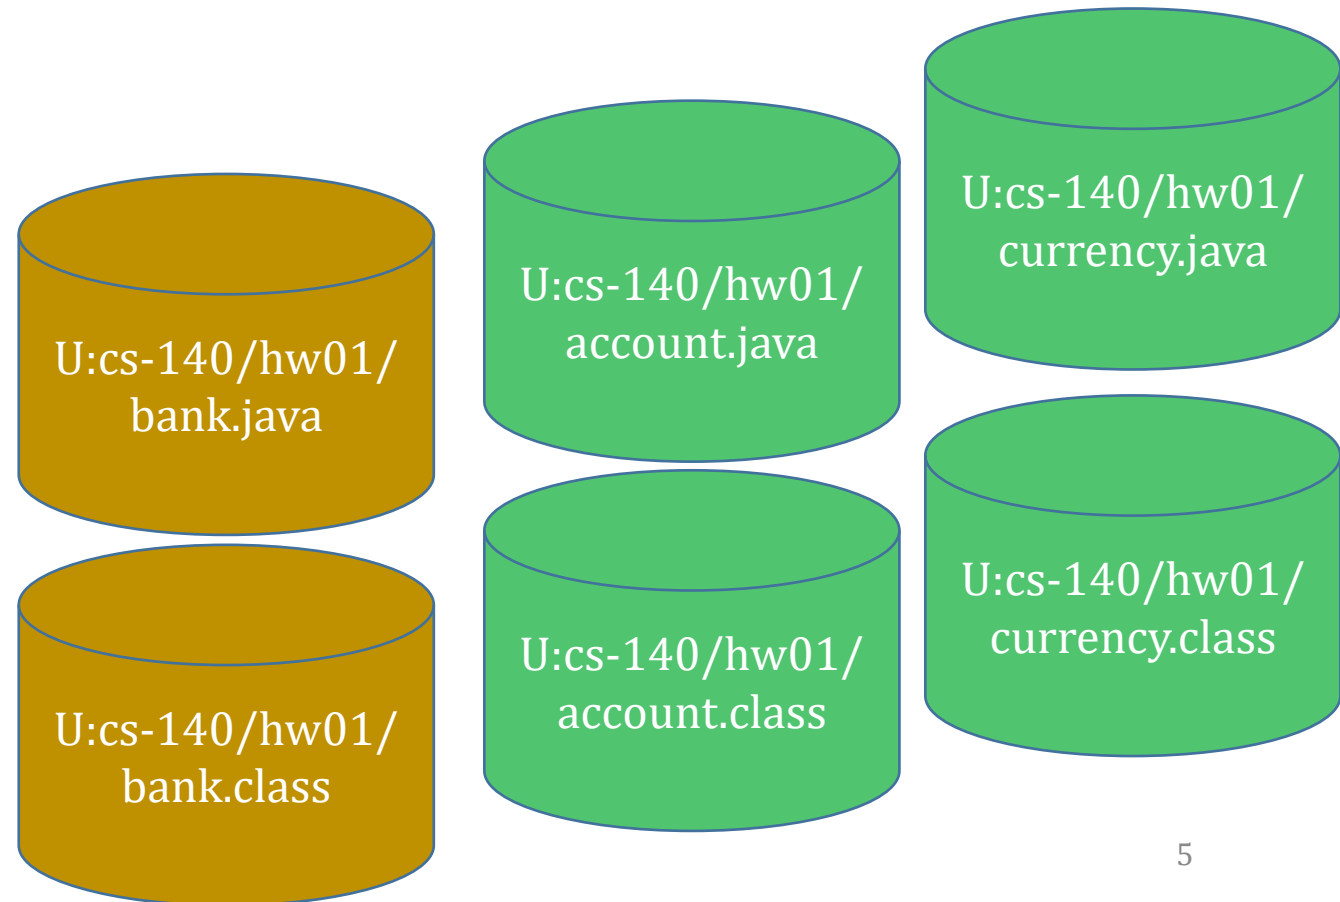 U:cs-140/hw01/
bank.java
U:cs-140/hw01/
bank.class
U:cs-140/hw01/
account.java
U:cs-140/hw01/
account.class
U:cs-140/hw01/
currency.java
U:cs-140/hw01/
currency.class
5